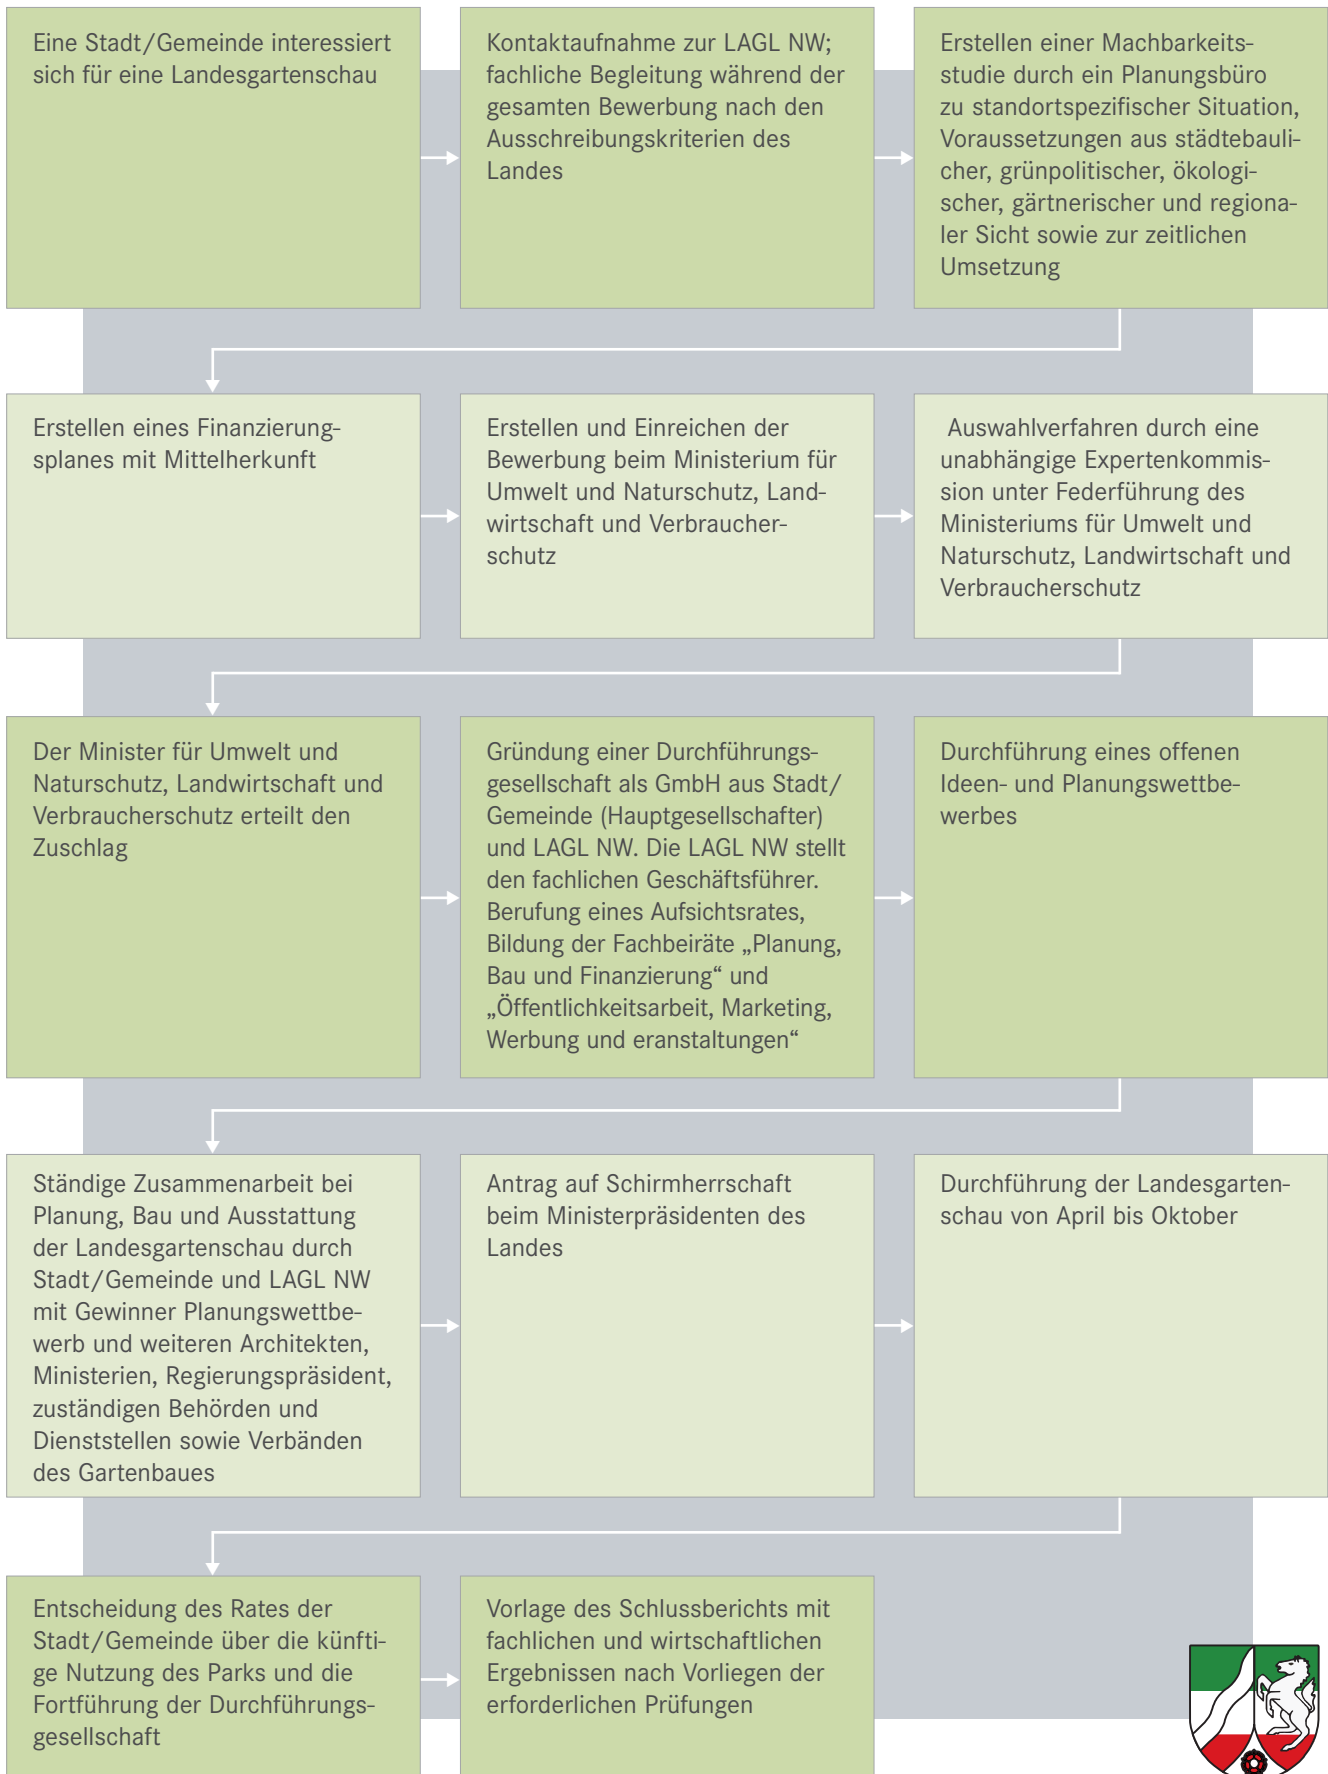 Eine Stadt/Gemeinde interessiert
sich für eine Landesgartenschau
Kontaktaufnahme zur LAGL NW;
fachliche Begleitung während der
gesamten Bewerbung nach den
Ausschreibungskriterien des
Landes
Erstellen einer Machbarkeits-
studie durch ein Planungsbüro
zu standortspezifischer Situation,
Voraussetzungen aus städtebauli-
cher, grünpolitischer, ökologi-
scher, gärtnerischer und regiona-
ler Sicht sowie zur zeitlichen
Umsetzung
Erstellen eines Finanzierung-
splanes mit Mittelherkunft
Erstellen und Einreichen der
Bewerbung beim Ministerium für
Umwelt und Naturschutz, Land-
wirtschaft und Verbraucher-
schutz
Auswahlverfahren durch eine
unabhängige Expertenkommis-
sion unter Federführung des
Ministeriums für Umwelt und
Naturschutz, Landwirtschaft und
Verbraucherschutz
Der Minister für Umwelt und
Naturschutz, Landwirtschaft und
Verbraucherschutz erteilt den
Zuschlag
Gründung einer Durchführungs-
gesellschaft als GmbH aus Stadt/
Gemeinde (Hauptgesellschafter)
und LAGL NW. Die LAGL NW stellt
den fachlichen Geschäftsführer.
Berufung eines Aufsichtsrates,
Bildung der Fachbeiräte „Planung,
Bau und Finanzierung“ und
„Öffentlichkeitsarbeit, Marketing,
Werbung und eranstaltungen“
Durchführung eines offenen
Ideen- und Planungswettbe-
werbes
Ständige Zusammenarbeit bei
Planung, Bau und Ausstattung
der Landesgartenschau durch
Stadt/Gemeinde und LAGL NW
mit Gewinner Planungswettbe-
werb und weiteren Architekten,
Ministerien, Regierungspräsident,
zuständigen Behörden und
Dienststellen sowie Verbänden
des Gartenbaues
Antrag auf Schirmherrschaft
beim Ministerpräsidenten des
Landes
Durchführung der Landesgarten-
schau von April bis Oktober
Entscheidung des Rates der
Stadt/Gemeinde über die künfti-
ge Nutzung des Parks und die
Fortführung der Durchführungs-
gesellschaft
Vorlage des Schlussberichts mit
fachlichen und wirtschaftlichen
Ergebnissen nach Vorliegen der
erforderlichen Prüfungen